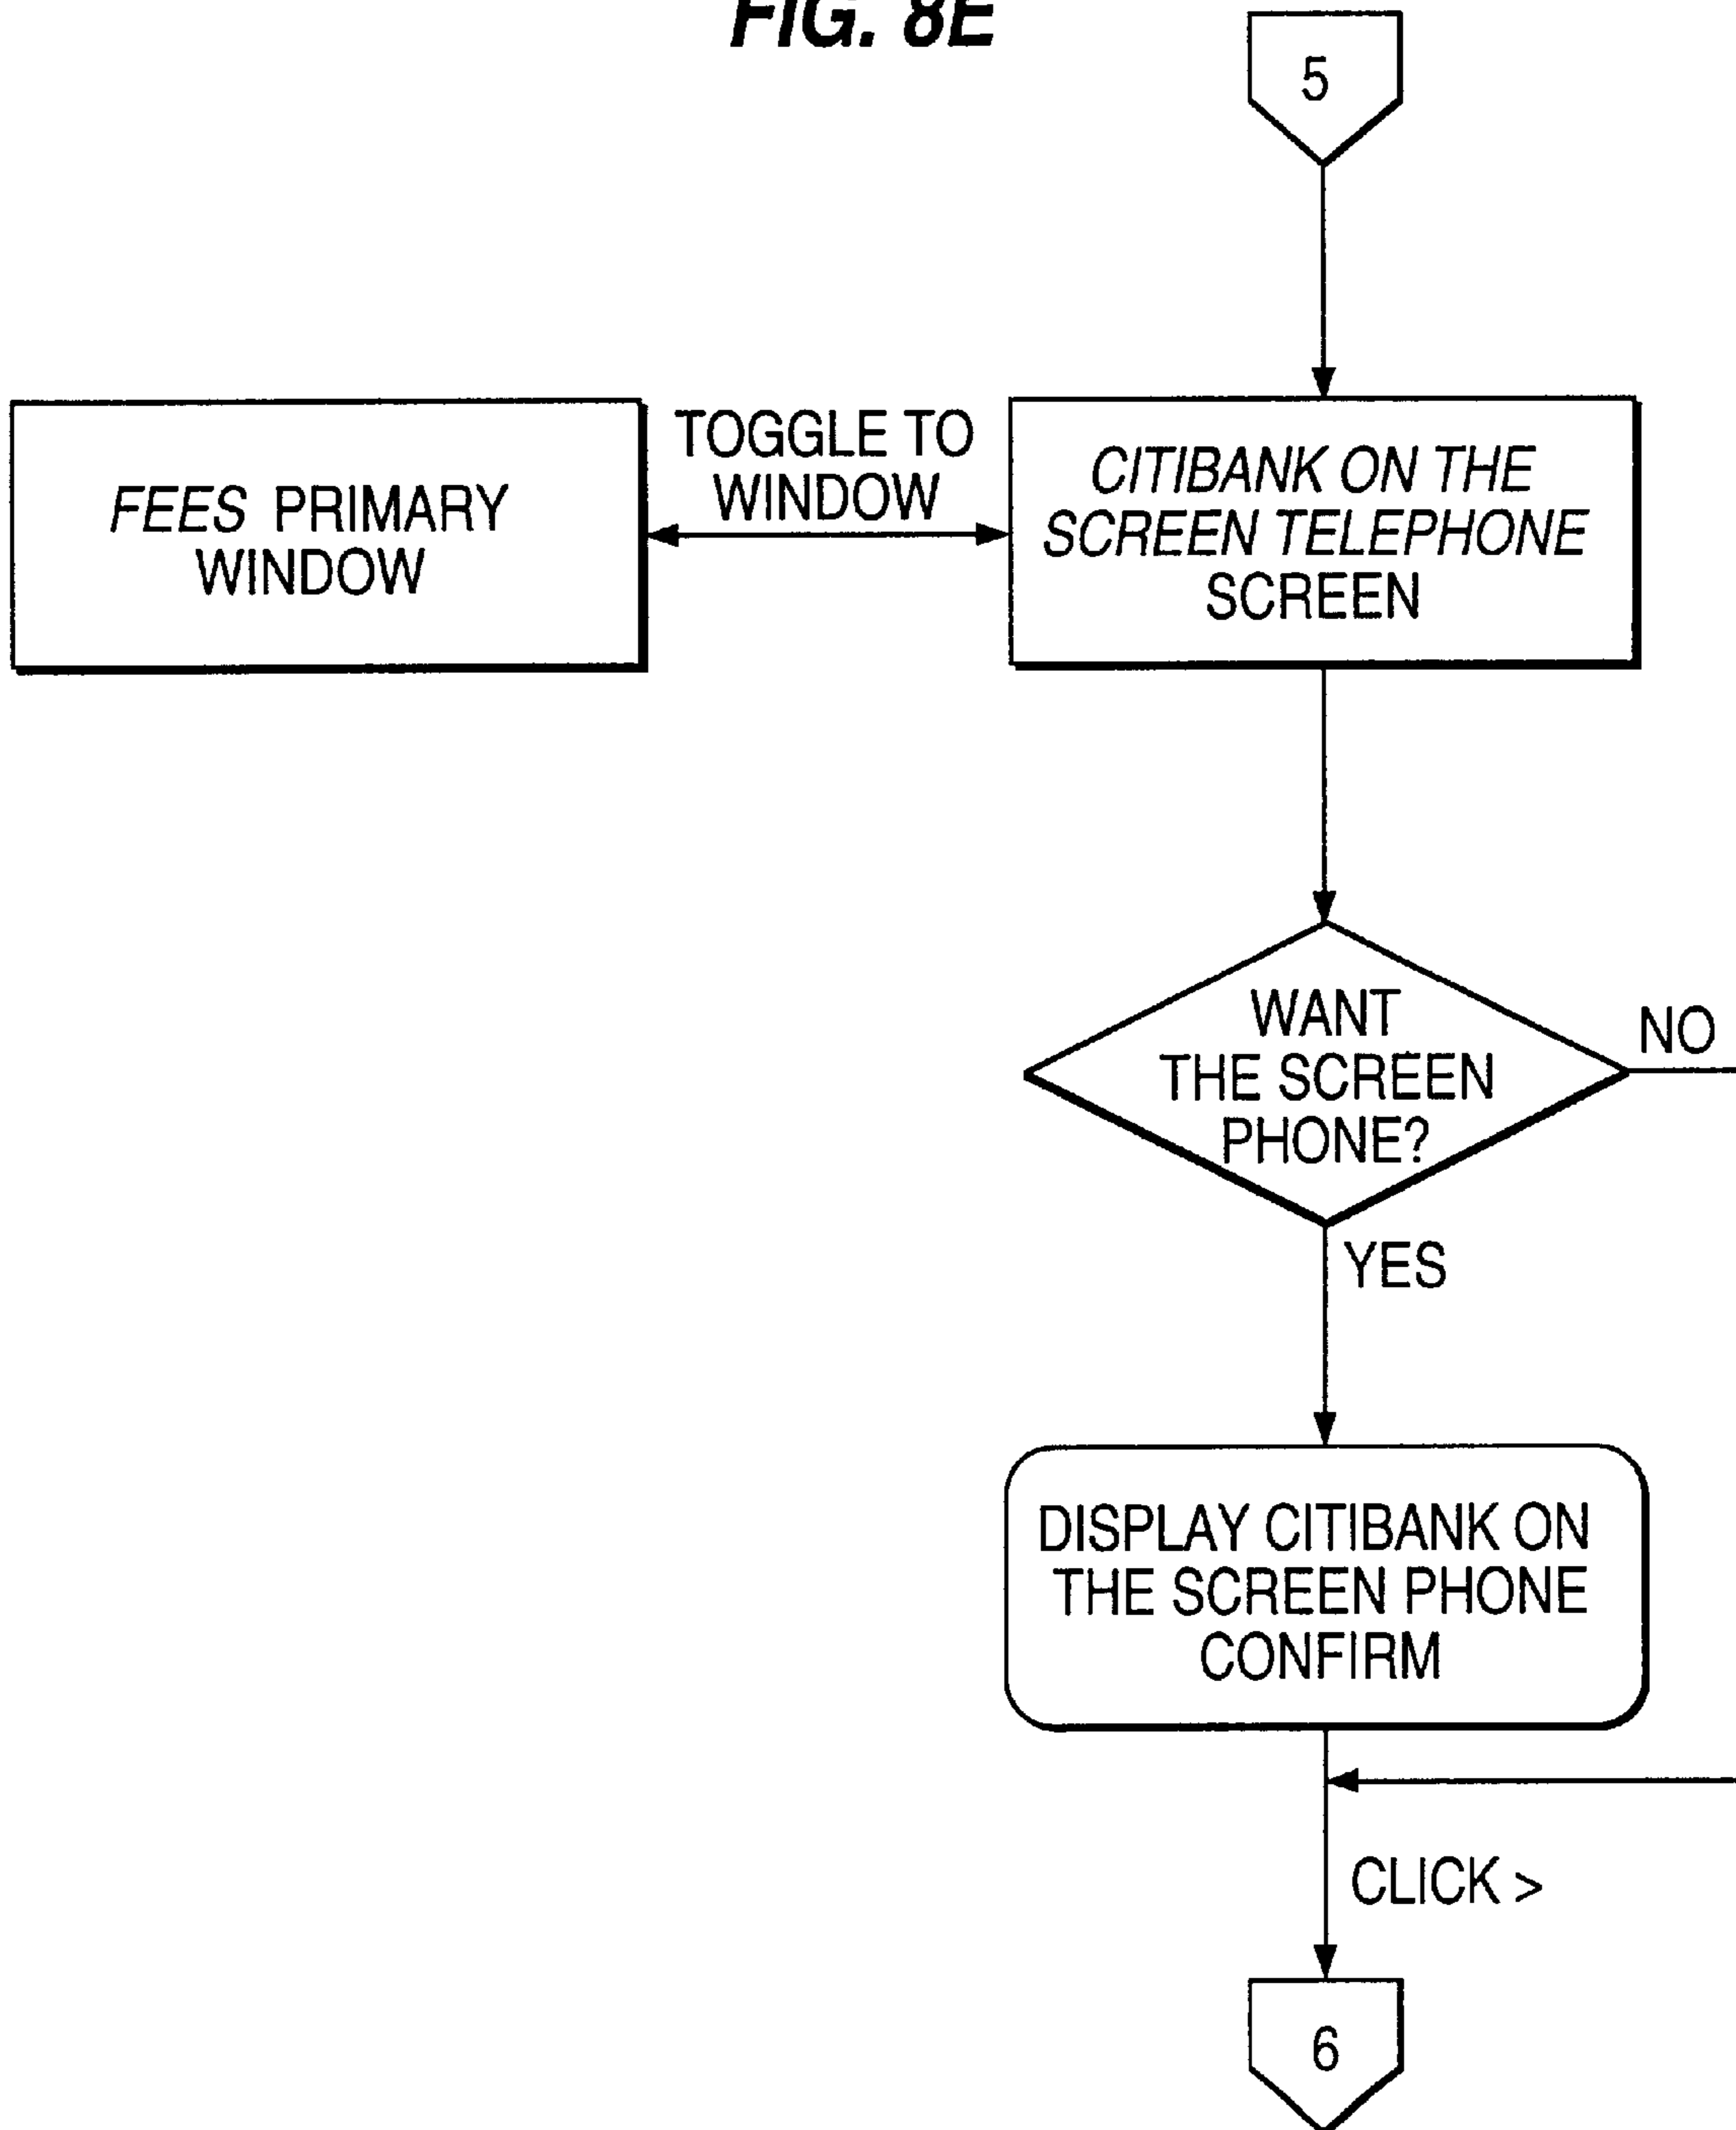 FIG. 8E
5
TOGGLE TO
WINDOW
FEES PRIMARY
WINDOW
CITIBANK ON THE
SCREEN TELEPHONE
SCREEN
WANT
THE SCREEN
PHONE?
NO
YES
DISPLAY CITIBANK ON
THE SCREEN PHONE
CONFIRM
CLICK >
6